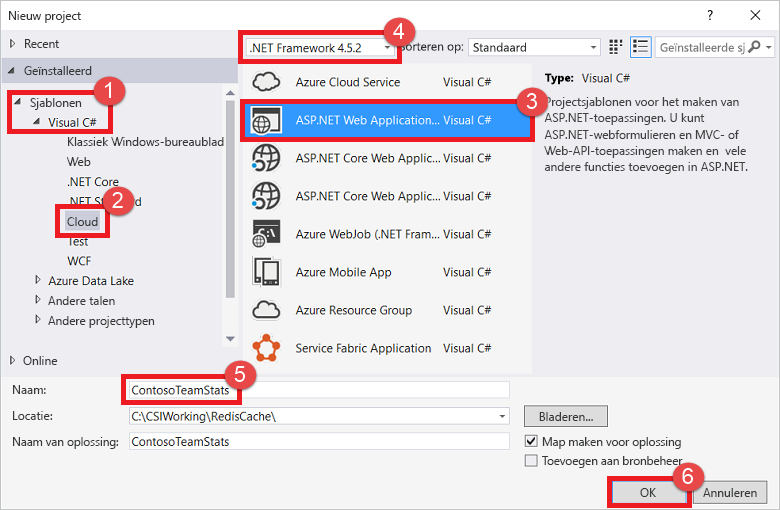 Nieuw project
? ×
Recent
Geïnstalleerd
Sjablonen
1
Visual C#
Klassiek Windows-bureaublad
Web
.NET Core
.NET St d
2
Cloud
Test
WCF
Azure Data Lake
Andere talen
Andere projecttypen
Online
.NET Framework 4.5.2
4
Sorteren op: Standaard
Geïnstalleerde sj
Azure Cloud Service Visual C#
ASP.NET Web Application... Visual C#
3
ASP.NET Core Web Applic... Visual C#
ASP.NET Core Web Applic... Visual C#
Azure WebJob (.NET Fram... Visual C#
Azure Mobile App Visual C#
Azure Resource Group Visual C#
Service Fabric Application Visual C#
Type: Visual C#
Projectsjablonen voor het maken van
ASP.NET-toepassingen. U kunt
ASP.NET-webformulieren en MVC- of
Web-API-toepassingen maken en vele
andere functies toevoegen in ASP.NET.
Naam: ContosoTeamStats
5
Locatie: C:\CSIWorking\RedisCache\
Bladeren...
Naam van oplossing: ContosoTeamStats
Map maken voor oplossing
Toevoegen aan bronbeheer
6
OK
Annuleren